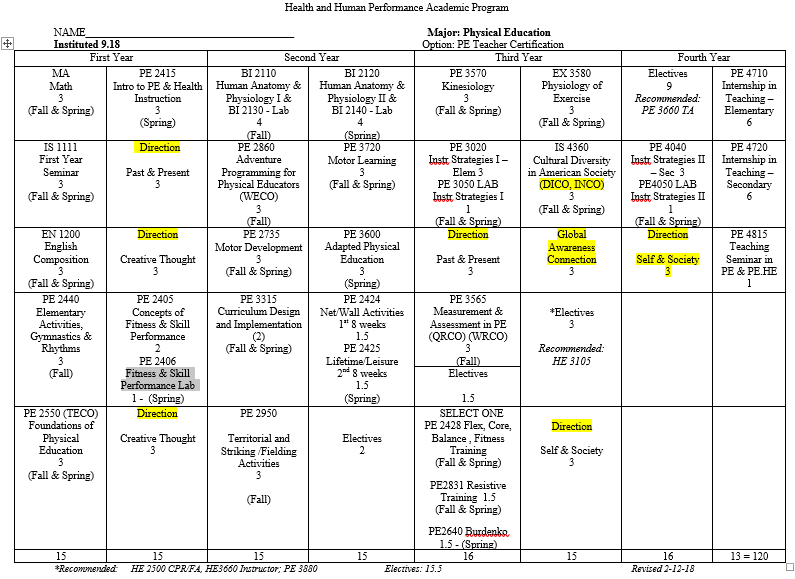 Health and Human Performance Academic Program
NAME
Major: Physical Education
Instituted 9.18
Option: PE Teacher Certification
First Year
Second Year
Third Year
Fourth Year
MA
Math
3
(Fall & Spring)
PE 2415
Intro to PE & Health
Instruction
3
(Spring)
BI 2110
Human Anatomy &
Physiology I &
BI 2130 - Lab
4
(Fall)
BI 2120
Human Anatomy &
Physiology II &
BI 2140 - Lab
4
(Spring)
PE 3570
Kinesiology
3
(Fall & Spring)
EX 3580
Physiology of
Exercise
3
(Fall & Spring)
Electives
9
Recommended:
PE 3660 TA
PE 4710
Internship in
Teaching –
Elementary
6
IS 1111
First Year
Seminar
3
(Fall & Spring)
Direction
Past & Present
3
PE 2860
Adventure
Programming for
Physical Educators
(WECO)
3
(Fall)
PE 3720
Motor Learning
3
(Fall & Spring)
PE 3020
Instr Strategies I –
Elem 3
PE 3050 LAB
Instr Strategies I
1
(Fall & Spring)
IS 4360
Cultural Diversity
in American Society
(DICO, INCO)
3
(Fall & Spring)
PE 4040
Instr Strategies II
– Sec 3
PE4050 LAB
Instr Strategies II
1
(Fall & Spring)
PE 4720
Internship in
Teaching –
Secondary
6
EN 1200
English
Composition
3
(Fall & Spring)
Direction
Creative Thought
3
PE 2735
Motor Development
3
(Fall & Spring)
PE 3600
Adapted Physical
Education
3
(Spring)
Direction
Past & Present
3
Global
Awareness
Connection
3
Direction
Self & Society
3
PE 4815
Teaching
Seminar in
PE & PE.HE
1
PE 2440
Elementary
Activities,
Gymnastics &
Rhythms
3
(Fall)
PE 2405
Concepts of
Fitness & Skill
Performance
2
PE 2406
Fitness & Skill
Performance Lab
1 - (Spring)
PE 3315
Curriculum Design
and Implementation
(2)
(Fall & Spring)
PE 2424
Net/Wall Activities
1st 8 weeks
1.5
PE 2425
Lifetime/Leisure
2nd 8 weeks
1.5
(Spring)
PE 3565
Measurement &
Assessment in PE
(QRCO) (WRCO)
3
(Fall)
Electives
1.5
*Electives
3
Recommended:
HE 3105
PE 2550 (TECO)
Foundations of
Physical
Education
3
(Fall & Spring)
Direction
Creative Thought
3
PE 2950
Territorial and
Striking /Fielding
Activities
3
(Fall)
Electives
2
SELECT ONE
PE 2428 Flex, Core,
Balance , Fitness
Training
(Fall & Spring)
PE2831 Resistive
Training 1.5
(Fall & Spring)
PE2640 Burdenko
1.5 - (Spring)
Direction
Self & Society
3
15
15
15
15
16
15
16
13 = 120
*Recommended: HE 2500 CPR/FA, HE3660 Instructor; PE 3880
Electives: 15.5
Revised 2-12-18